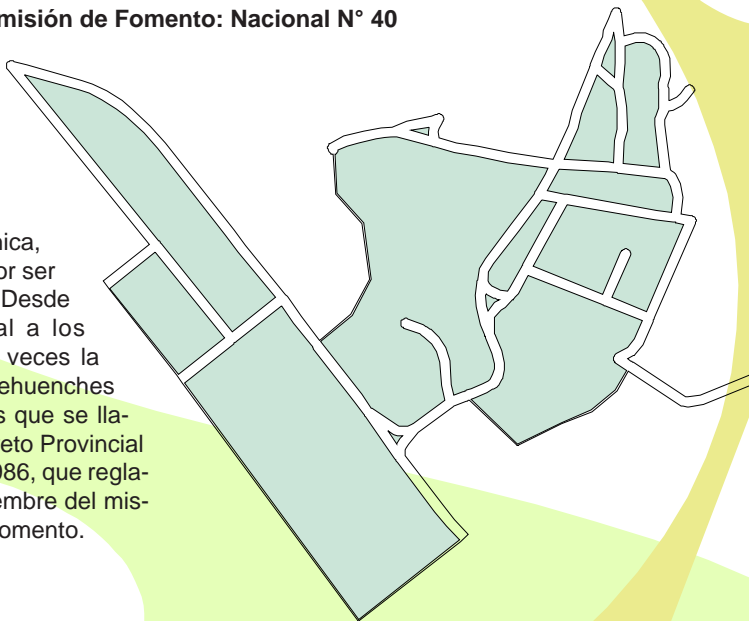 misión de Fomento: Nacional N° 40
nica,
or ser
Desde
al a los
veces la
ehuenches
s que se lla-
eto Provincial
086, que regla-
embre del mis-
omento.